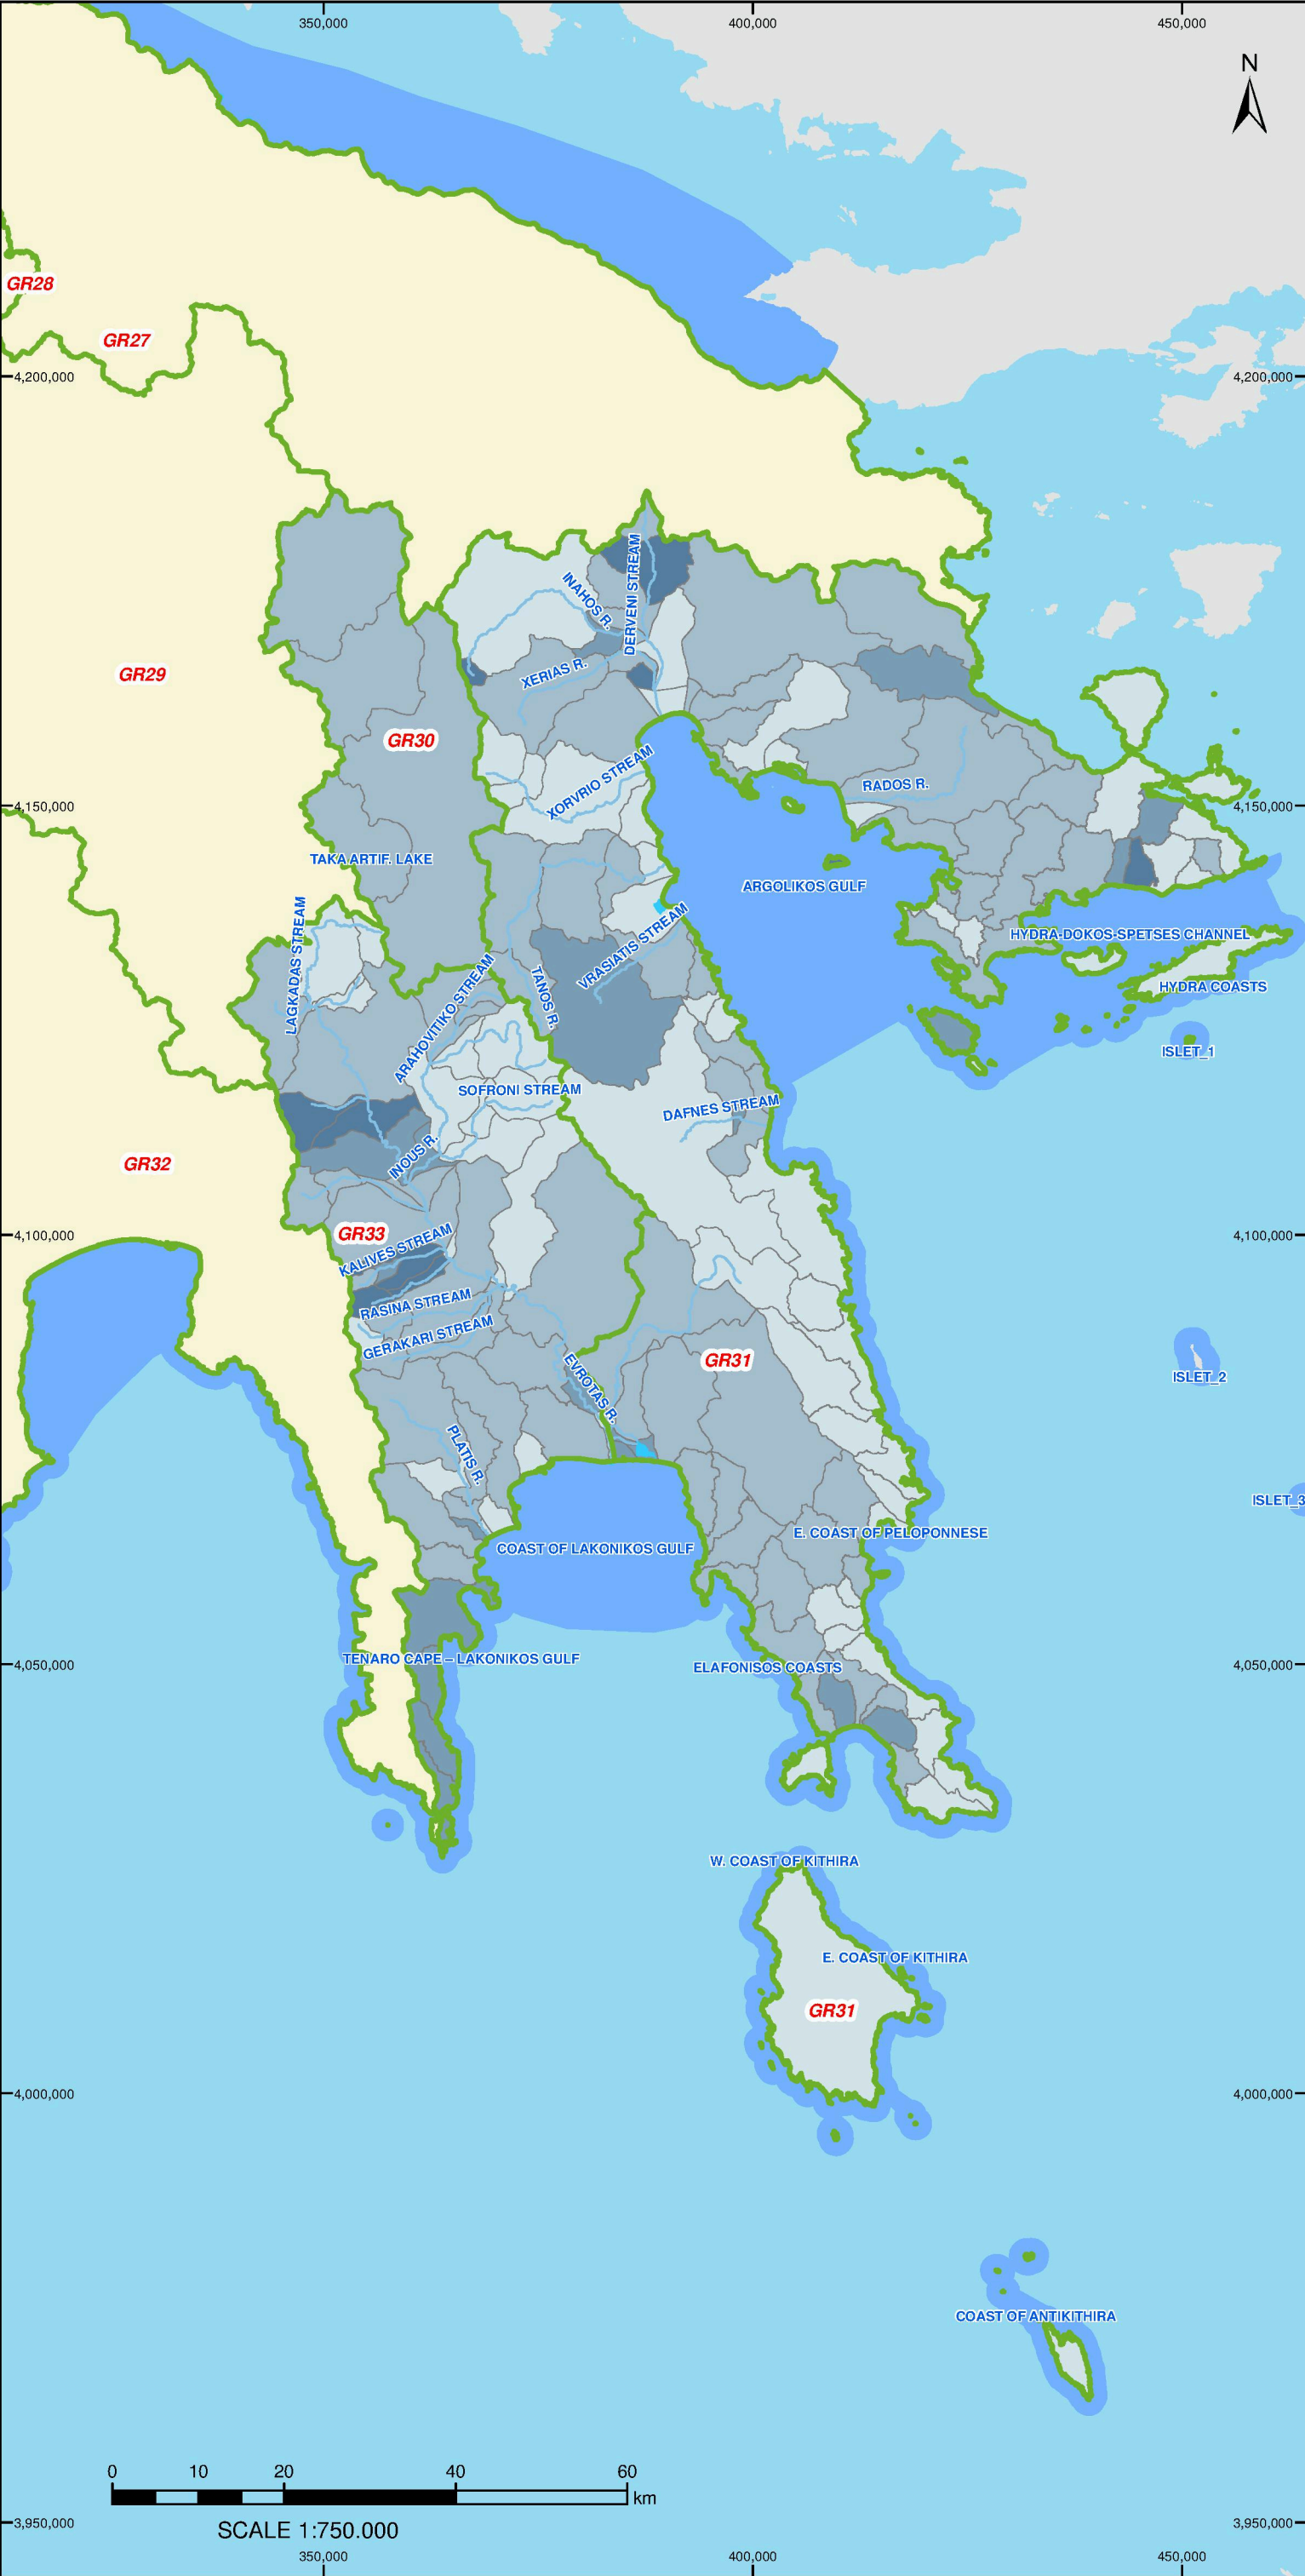 350,000
400,000
450,000
N
GR28
GR27
4,200,000
4,200,000
INAHOS R.
DERVENI STREAM
XERIAS R.
GR29
GR30
XORVRIO STREAM
RADOS R.
4,150,000
4,150,000
TAKA ARTIF. LAKE
ARGOLIKOS GULF
LAGKADAS STREAM
VRASIATIS STREAM
HYDRA-DOKOS-SPETSES CHANNEL
TANOS R.
ARAHOVITIKO STREAM
HYDRA COASTS
ISLET_1
SOFRONI STREAM
DAFNES STREAM
INOUS R.
GR32
GR33
4,100,000
4,100,000
KALIVES STREAM
RASINA STREAM
GERAKARI STREAM
GR31
EVROTAS R.
ISLET_2
PLATIS R.
ISLET_3
E. COAST OF PELOPONNESE
COAST OF LAKONIKOS GULF
TENARO CAPE – LAKONIKOS GULF
ELAFONISOS COASTS
4,050,000
4,050,000
W. COAST OF KITHIRA
E. COAST OF KITHIRA
GR31
4,000,000
4,000,000
COAST OF ANTIKITHIRA
0 10 20 40 60
km
SCALE 1:750.000
3,950,000
3,950,000
350,000
400,000
450,000